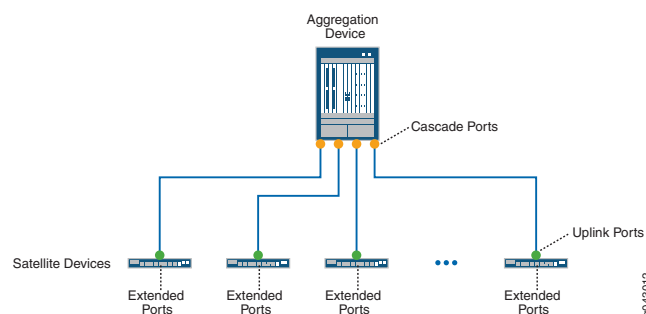 Aggregation
Device
Cascade Ports
Uplink Ports
Satellite Devices
Extended
Ports
Extended
Ports
Extended
Ports
Extended
Ports